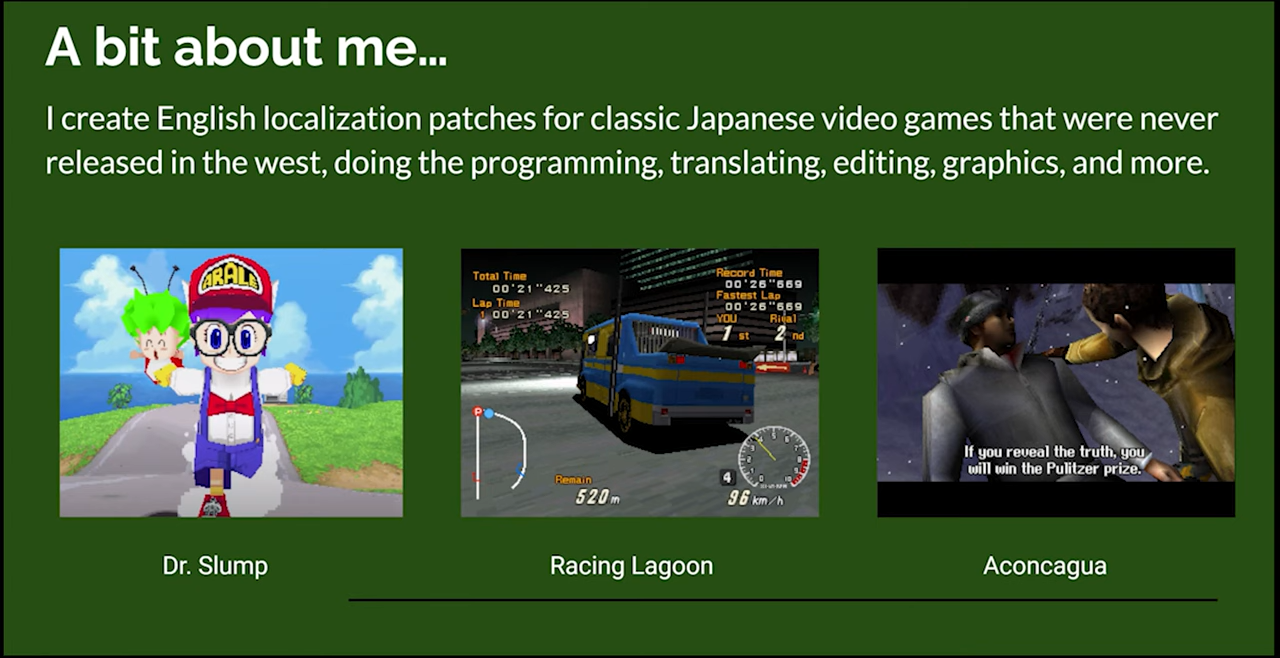 A bit about me...
I create English localization patches for classic Japanese video games that were never
released in the west, doing the programming, translating, editing, graphics, and more.
ARALE
Total Time
00'21"425
Lap Time
1 00'21"425
Record Time
00'26"669
Fastest Lap
00'26"669
YOU Rival
1 st 2 nd
P
Remain
520 m
4
96 km/h
If you reveal the truth, you
will win the Pulitzer prize.
Dr. Slump
Racing Lagoon
Aconcagua